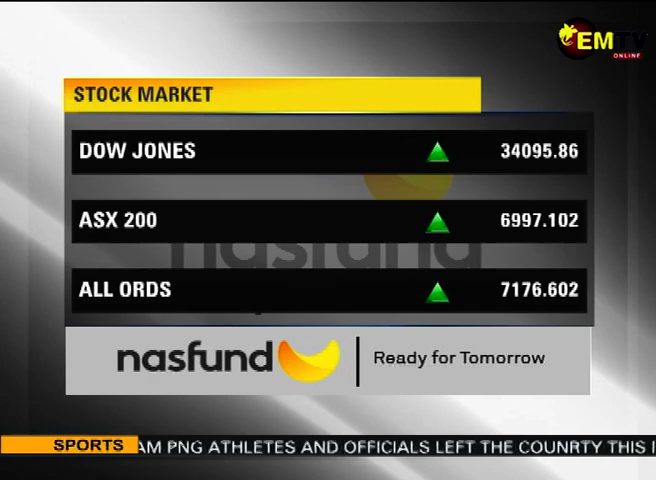 EMTV
ONLINE
STOCK MARKET
DOW JONES 34095.86
ASX 200 6997.102
ALL ORDS 7176.602
nasfund
nasfund Ready for Tomorrow
SPORTS AM PNG ATHLETES AND OFFICIALS LEFT THE COUNRTY THIS